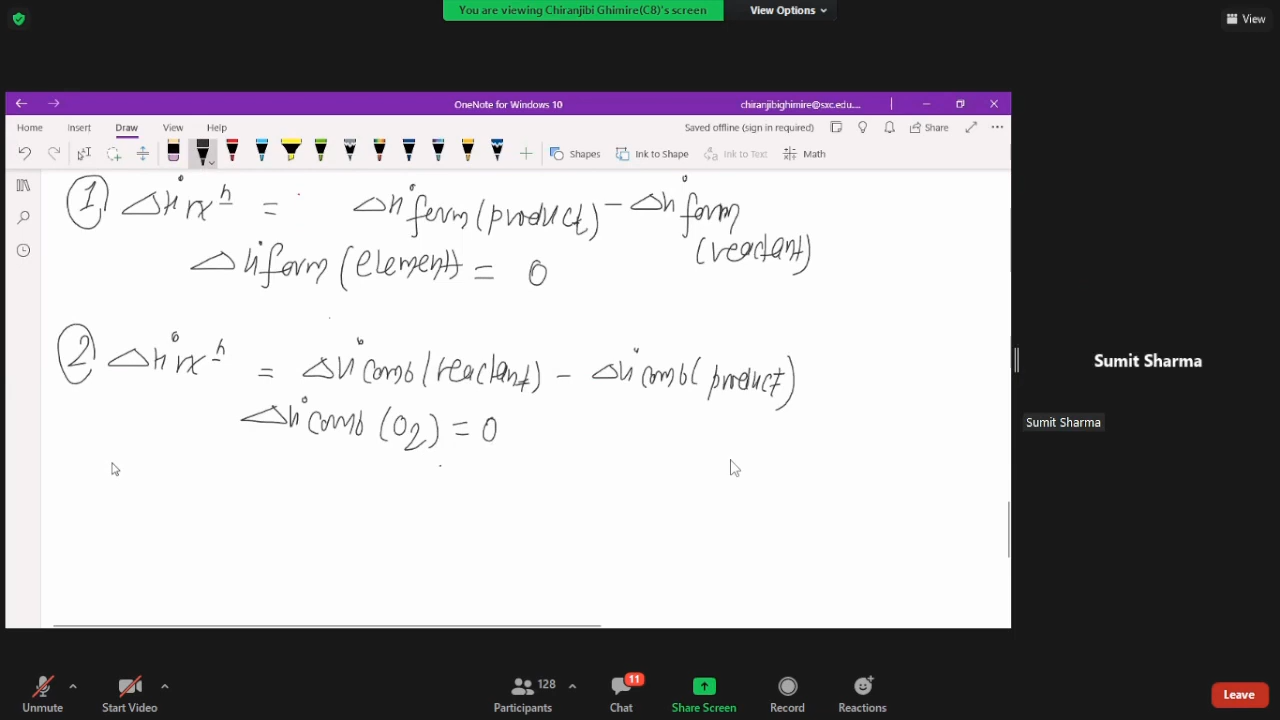 You are viewing Chiranjibi Ghimire(C8)'s screen
View Options
View
OneNote for Windows 10
chiranjibighimire@sxc.edu....
Home Insert Draw View Help
Saved offline (sign in required)
Share
Shapes
Ink to Shape
Ink to Text
Math
① ΔH°rxⁿ = ΔH°form(product) - ΔH°form
(reactant)
ΔH°form (element) = 0
② ΔH°rxⁿ = ΔH°comb(reactant) - ΔH°comb(product)
ΔH°comb (O₂) = 0
Sumit Sharma
Sumit Sharma
Unmute
Start Video
128
Participants
11
Chat
Share Screen
Record
Reactions
Leave